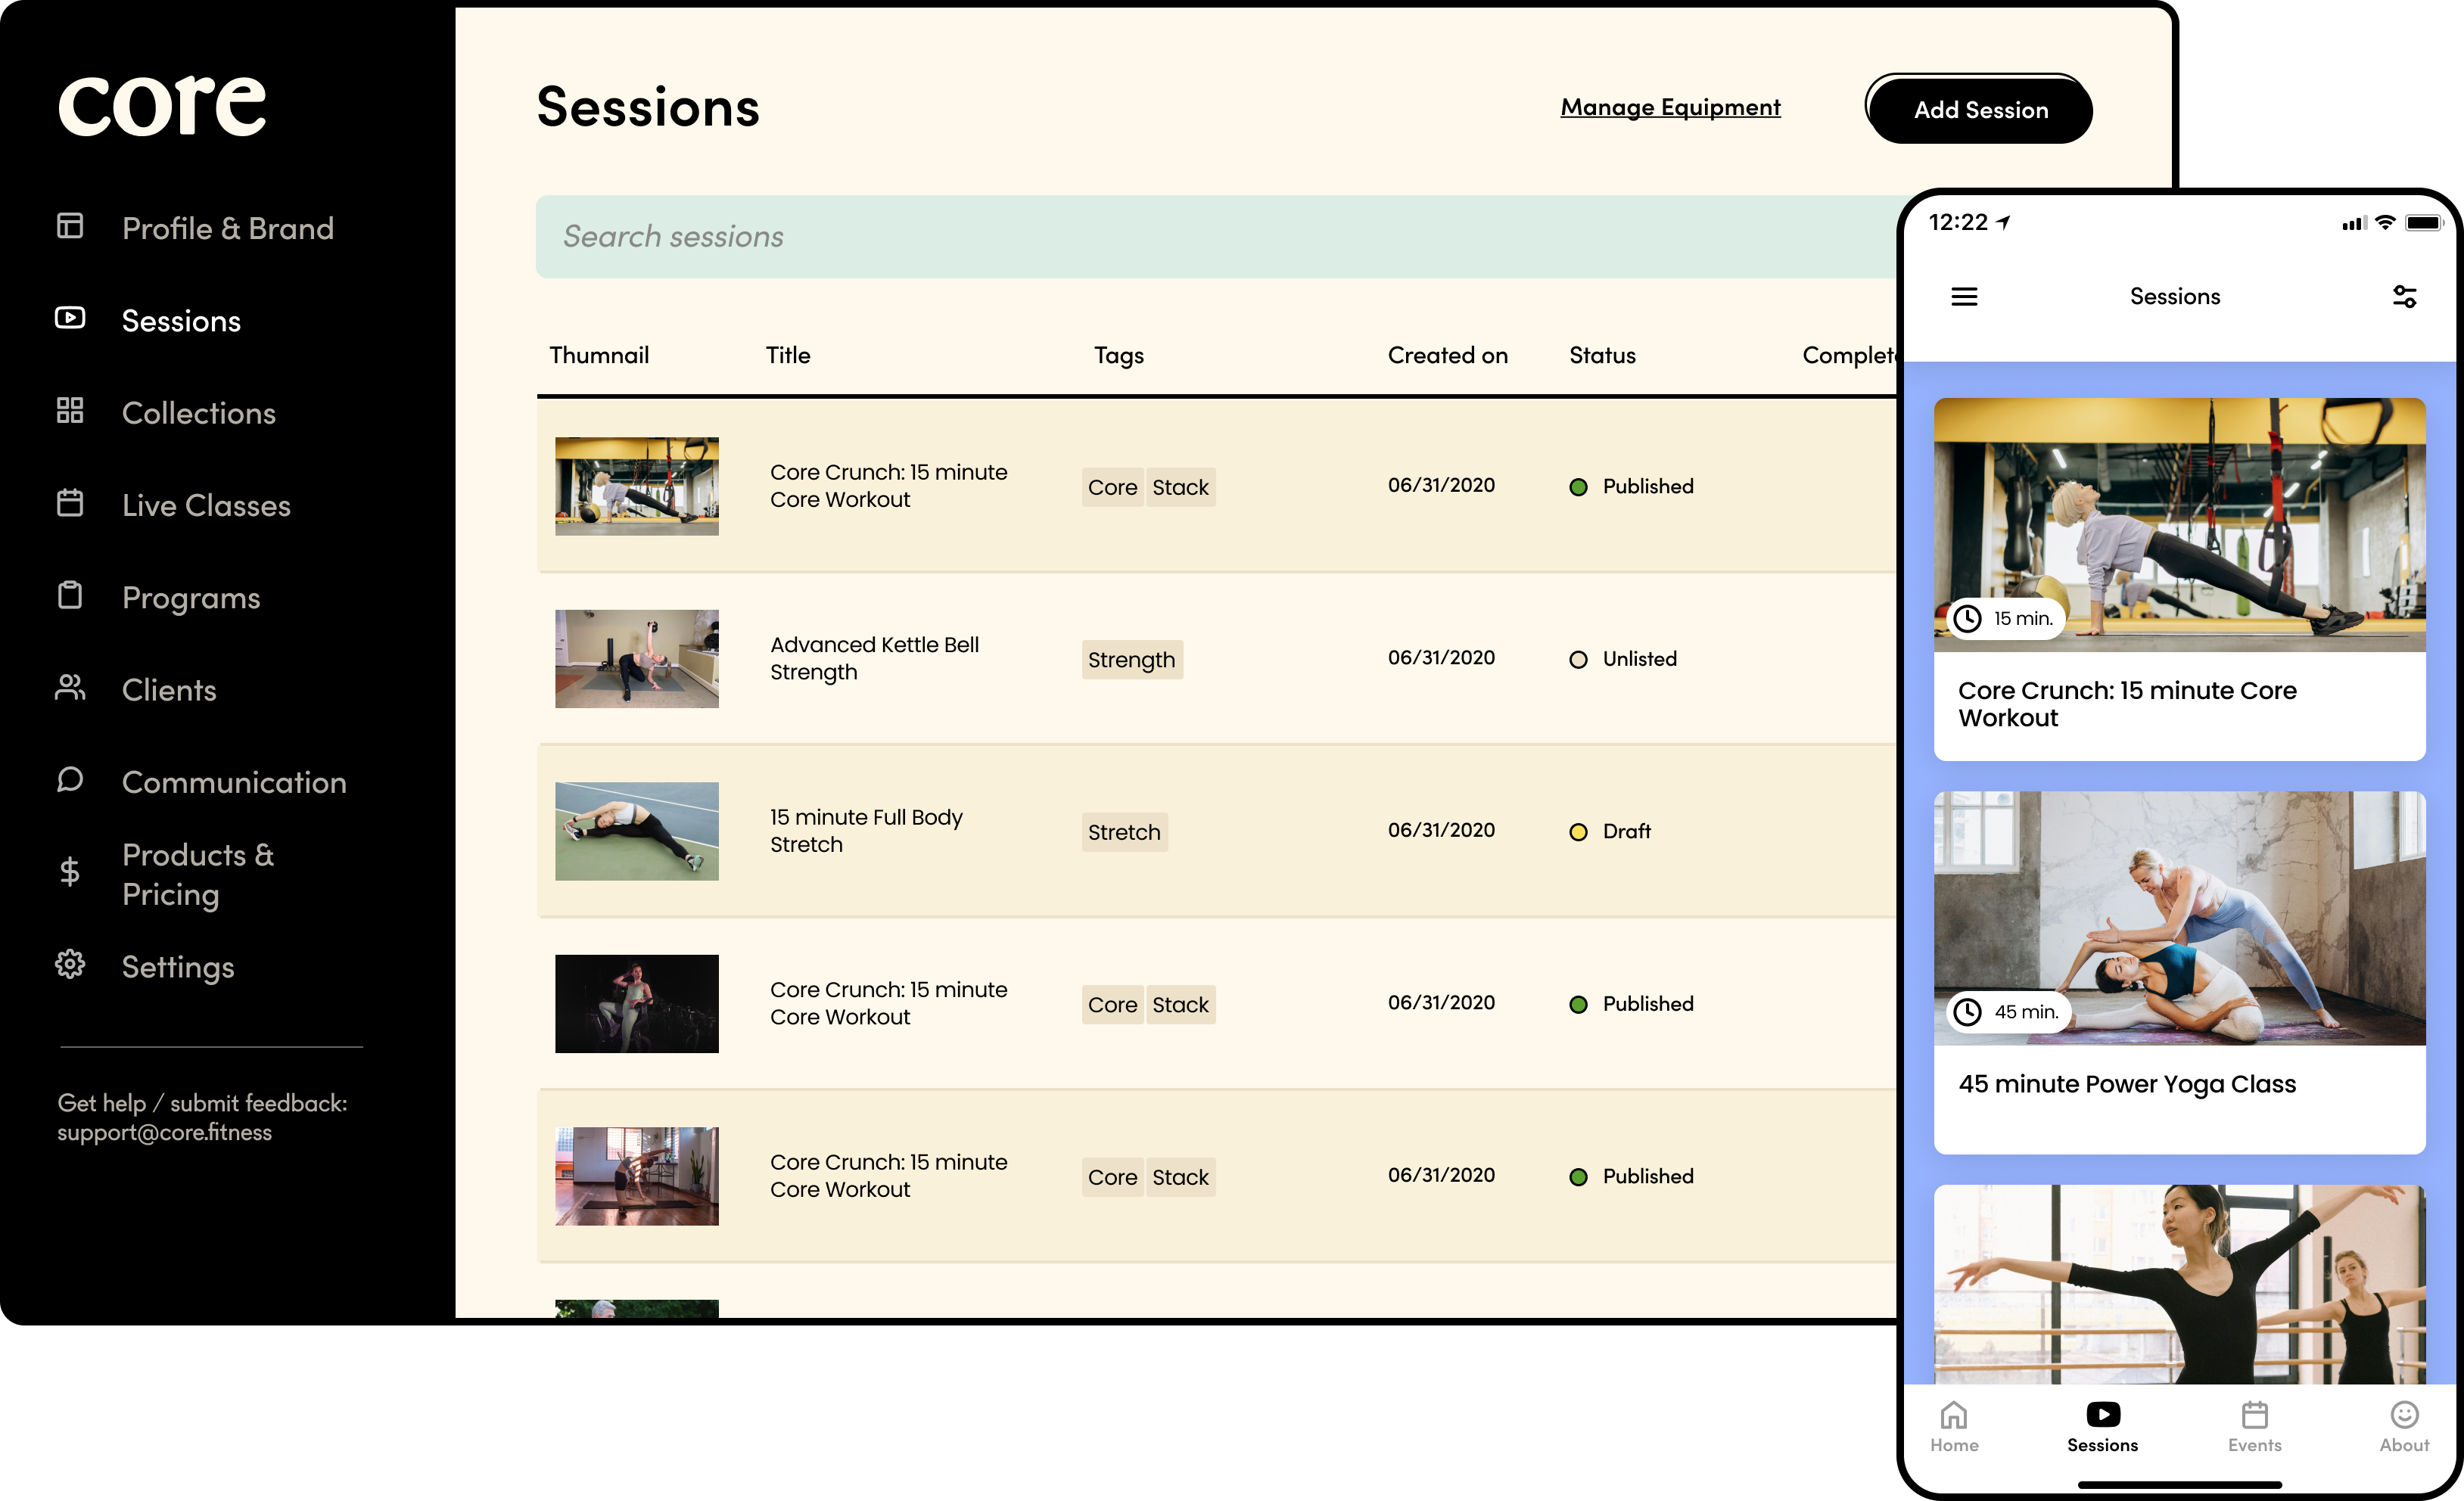 core
Profile & Brand
Sessions
Collections
Live Classes
Programs
Clients
Communication
Products &
Pricing
Settings
Get help / submit feedback:
support@core.fitness
Sessions
Manage Equipment
Add Session
Search sessions
Thumnail Title Tags Created on Status Complet
Core Crunch: 15 minute
Core Workout
Core Stack
06/31/2020
Published
Advanced Kettle Bell
Strength
Strength
06/31/2020
Unlisted
15 minute Full Body
Stretch
Stretch
06/31/2020
Draft
Core Crunch: 15 minute
Core Workout
Core Stack
06/31/2020
Published
Core Crunch: 15 minute
Core Workout
Core Stack
06/31/2020
Published
12:22
Sessions
15 min.
Core Crunch: 15 minute Core
Workout
45 min.
45 minute Power Yoga Class
Home Sessions Events About